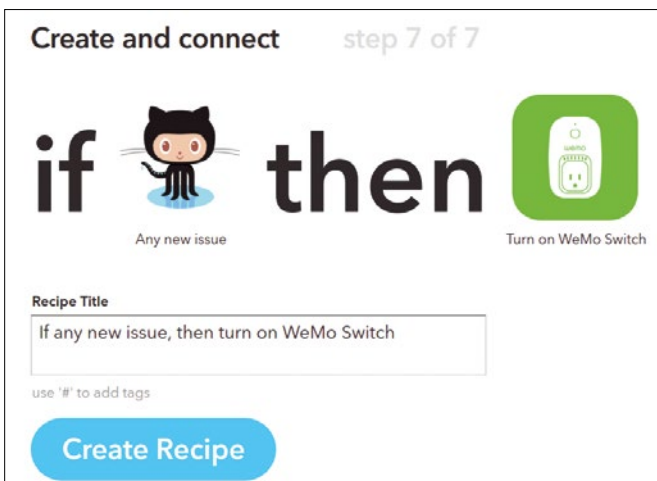 Create and connect step 7 of 7
if then
wemo
Any new issue
Turn on WeMo Switch
Recipe Title
If any new issue, then turn on WeMo Switch
use '#' to add tags
Create Recipe